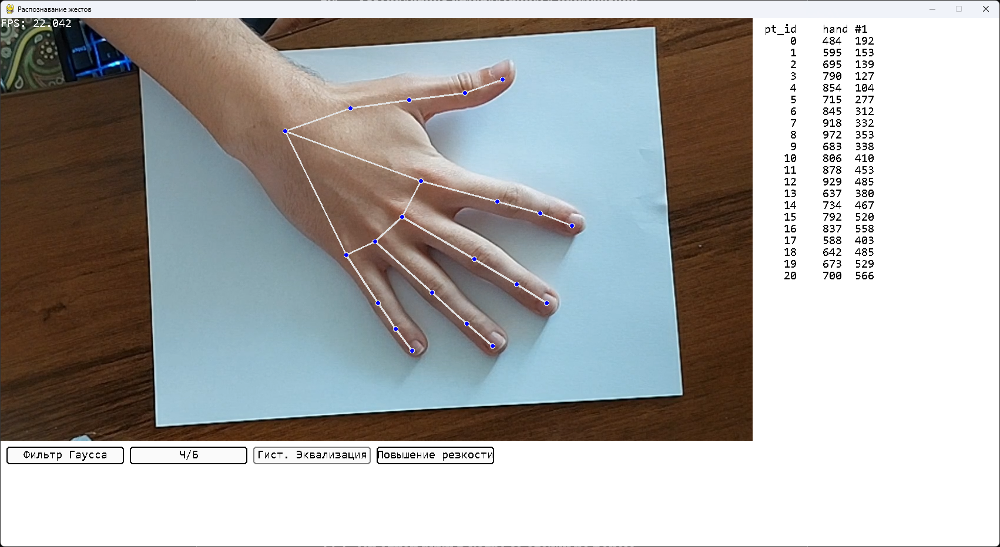 Распознавание жестов
FPS: 22.042
pt_id hand #1
0 484 192
1 595 153
2 695 139
3 790 127
4 854 104
5 715 277
6 845 312
7 918 332
8 972 353
9 683 338
10 806 410
11 878 453
12 929 485
13 637 380
14 734 467
15 792 520
16 837 558
17 588 403
18 642 485
19 673 529
20 700 566
Фильтр Гаусса
Ч/Б
Гист. Эквализация
Повышение резкости